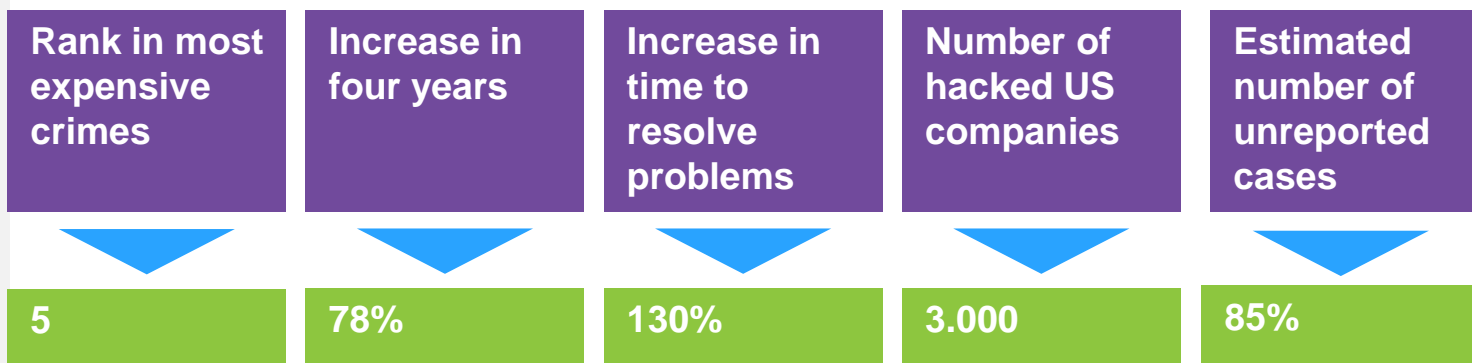 Rank in most
expensive
crimes
Increase in
four years
Increase in
time to
resolve
problems
Number of
hacked US
companies
Estimated
number of
unreported
cases
5
78%
130%
3.000
85%